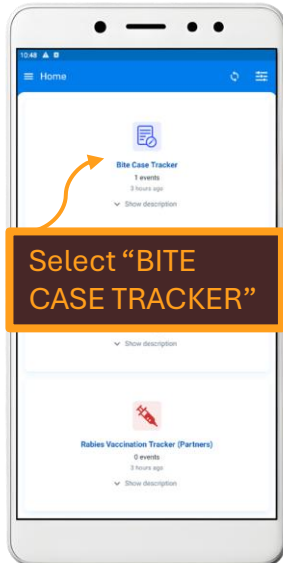 10:48
Home
Bite Case Tracker
1 events
3 hours ago
Show description
Select “BITE
CASE TRACKER”
Show description
Rabies Vaccination Tracker (Partners)
0 events
3 hours ago
Show description